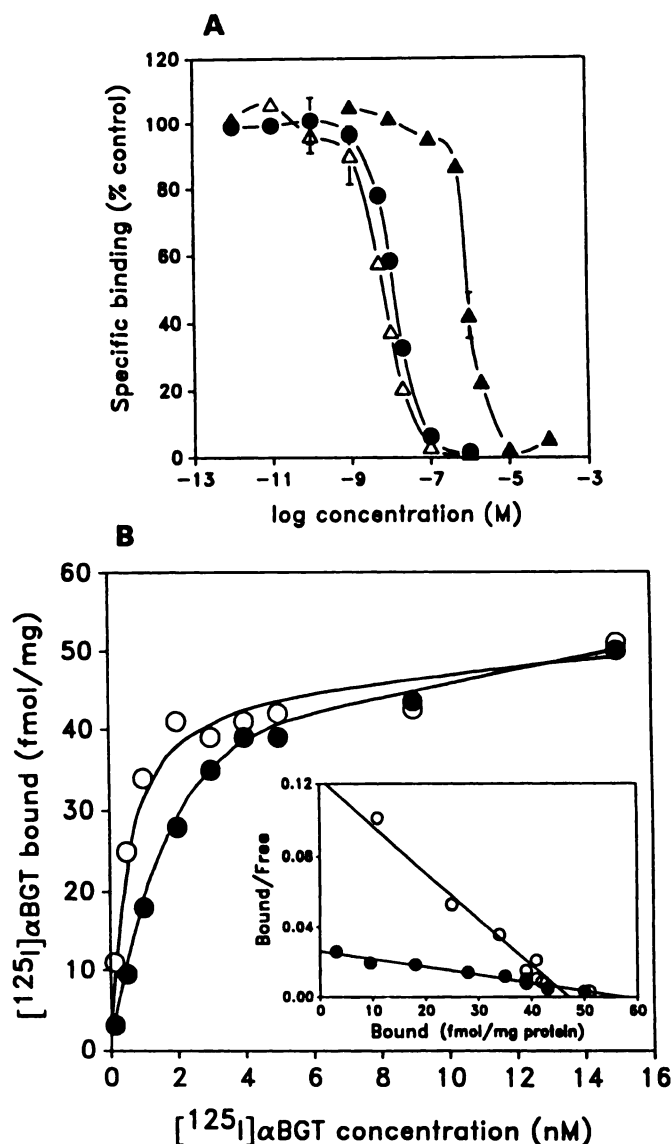 A
Specific binding (% control)
120
100
80
60
40
20
0
−13
−11
−9
−7
−5
−3
log concentration (M)
B
[¹²⁵I]αBGT bound (fmol/mg)
60
50
40
30
20
10
0
Bound/Free
0.12
0.08
0.04
0.00
0 10 20 30 40 50 60
Bound (fmol/mg protein)
0 2 4 6 8 10 12 14 16
[¹²⁵I]αBGT concentration (nM)